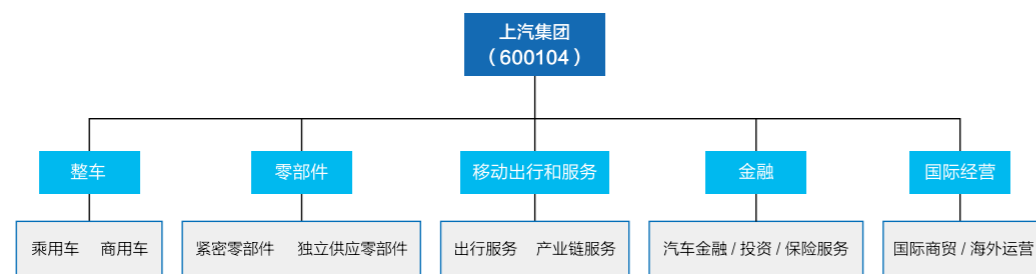 上汽集团
（600104）
整车
零部件
移动出行和服务
金融
国际经营
乘用车 商用车
紧密零部件 独立供应零部件
出行服务 产业链服务
汽车金融 / 投资 / 保险服务
国际商贸 / 海外运营